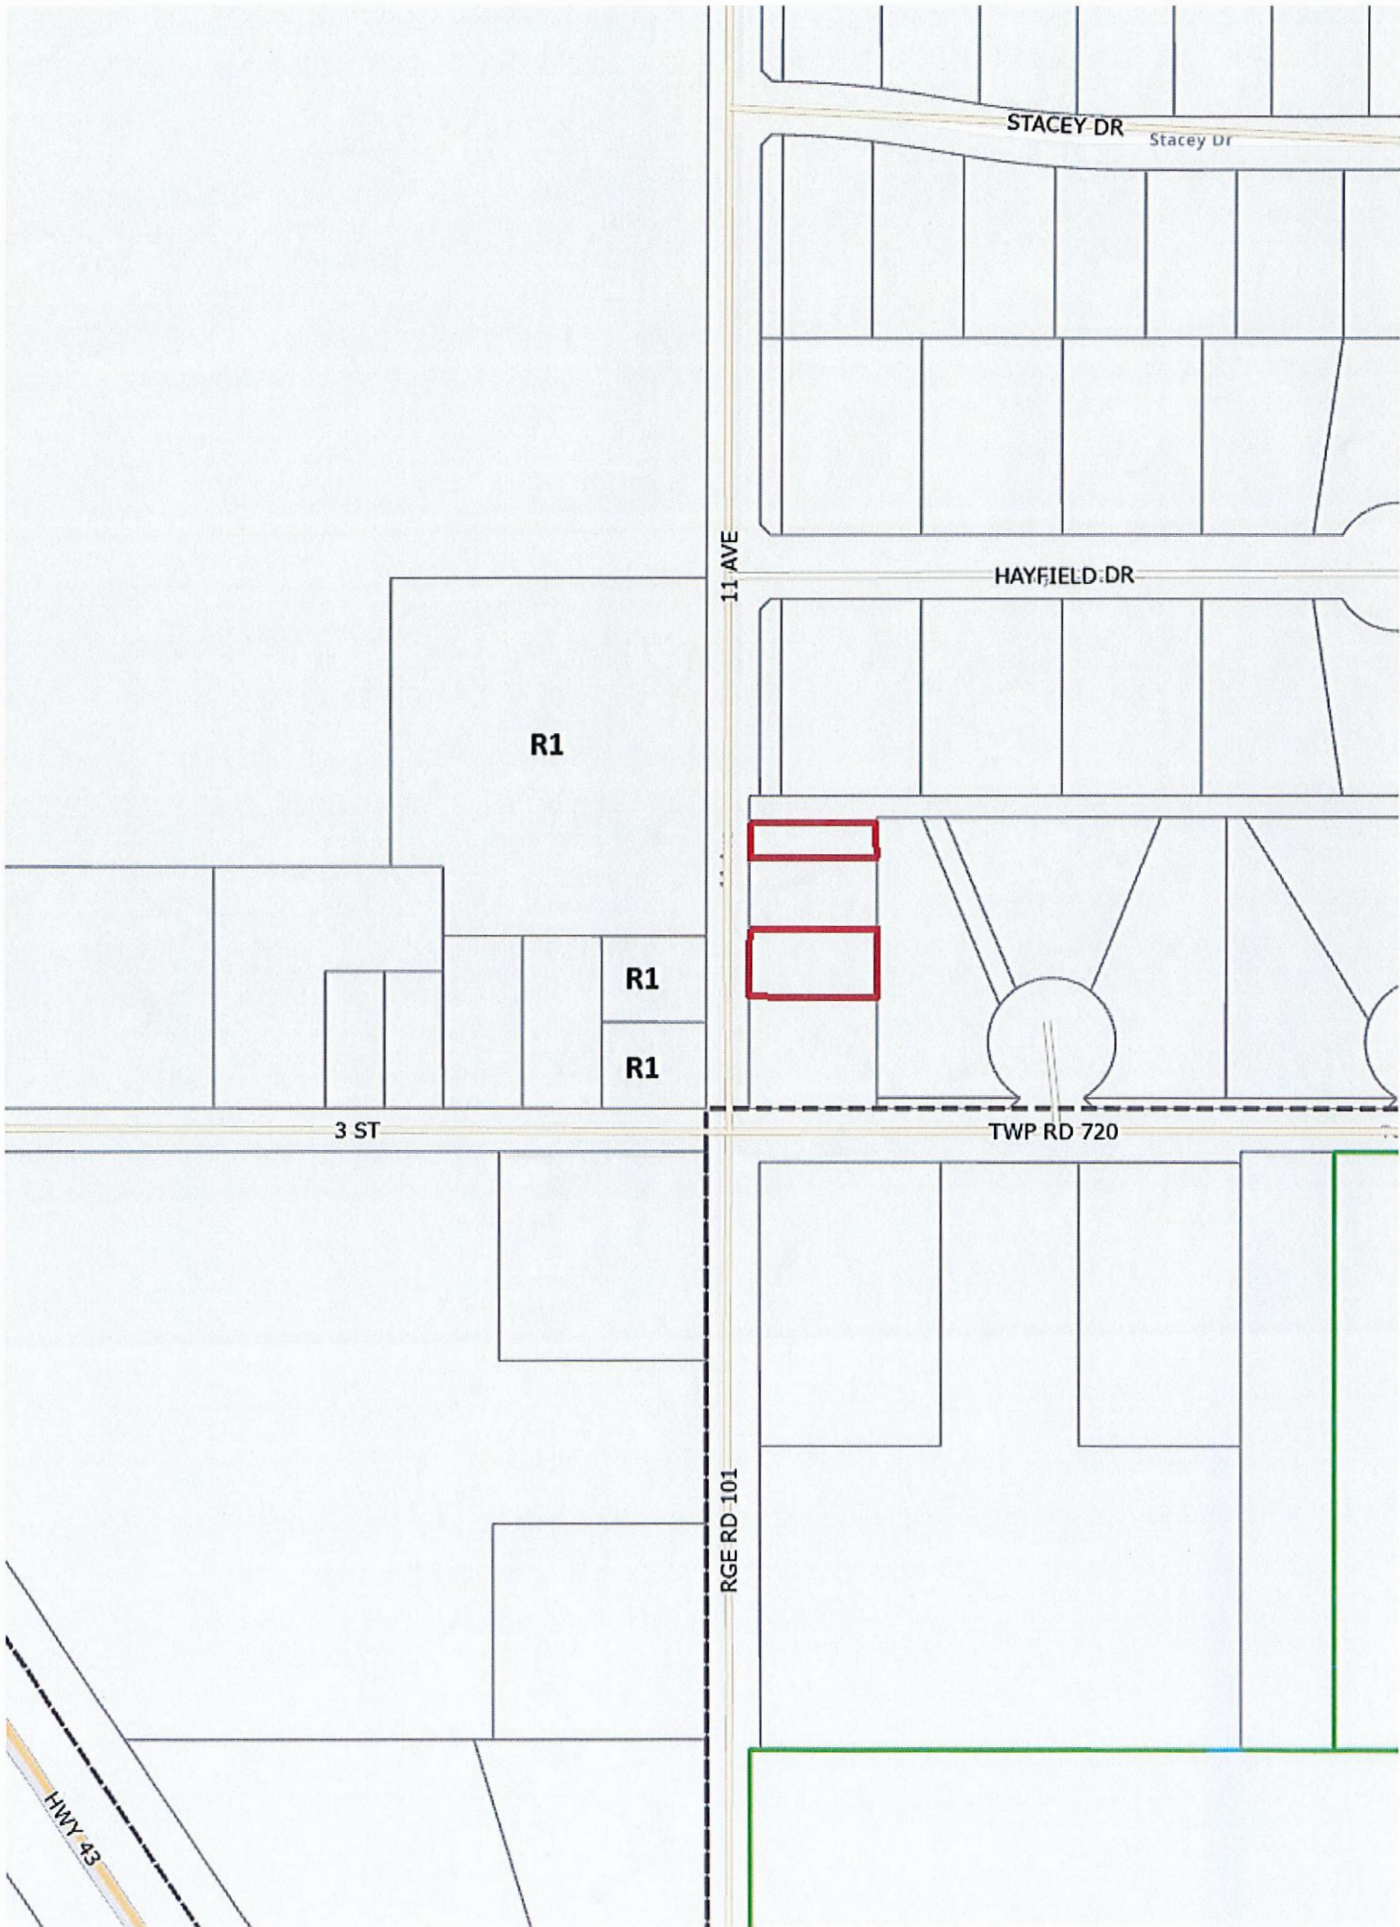 STACEY DR
Stacey Dr
11 AVE
HAYFIELD DR
R1
R1
R1
3 ST
TWP RD 720
RGE RD 101
HWY 43